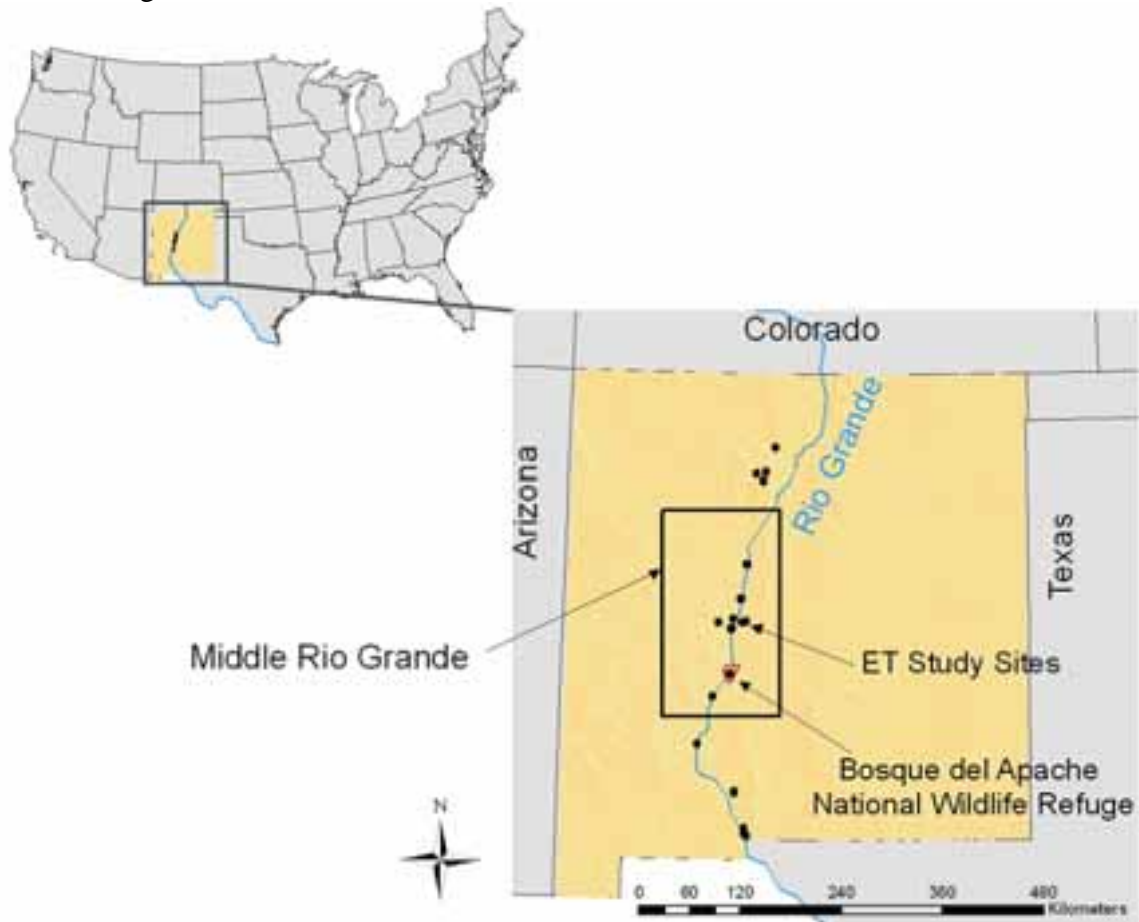 Colorado
Rio Grande
Arizona
Texas
Middle Rio Grande
ET Study Sites
Bosque del Apache
National Wildlife Refuge
N
0 60 120 240 360 480
Kilometers